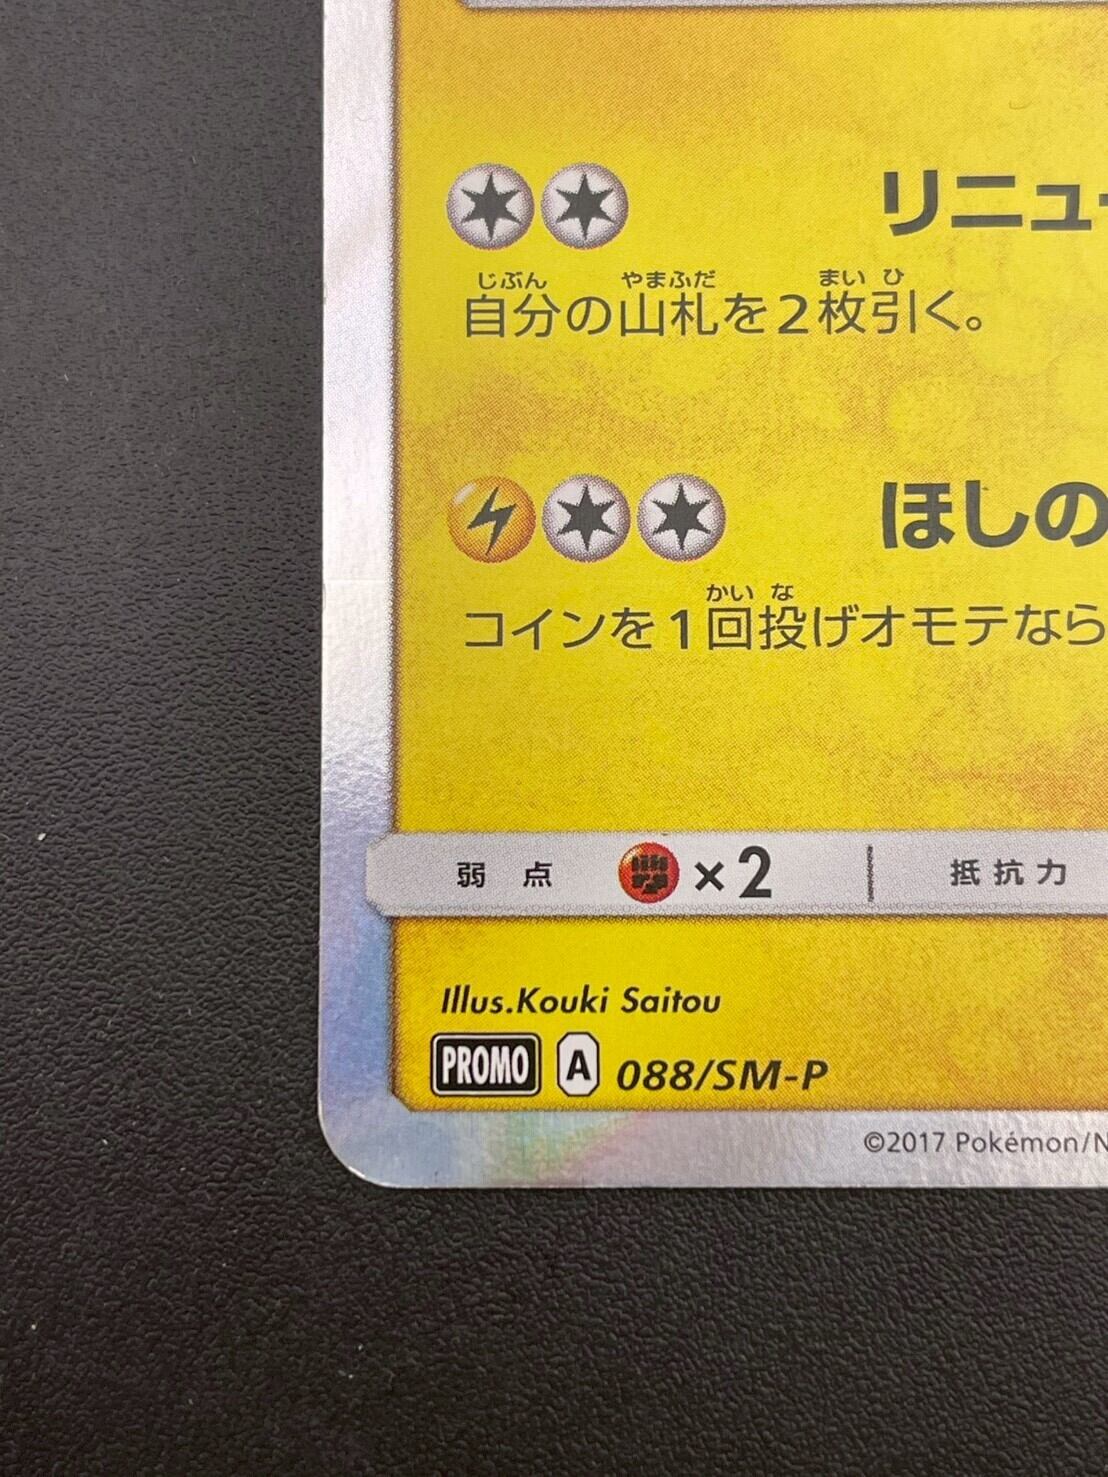 リニュー
じぶん やまふだ まい ひ
自分の山札を2枚引く。
ほしの
かい な
コインを1回投げオモテなら
弱点 ×2 抵抗力
Illus.Kouki Saitou
PROMO A 088/SM-P
©2017 Pokémon/N